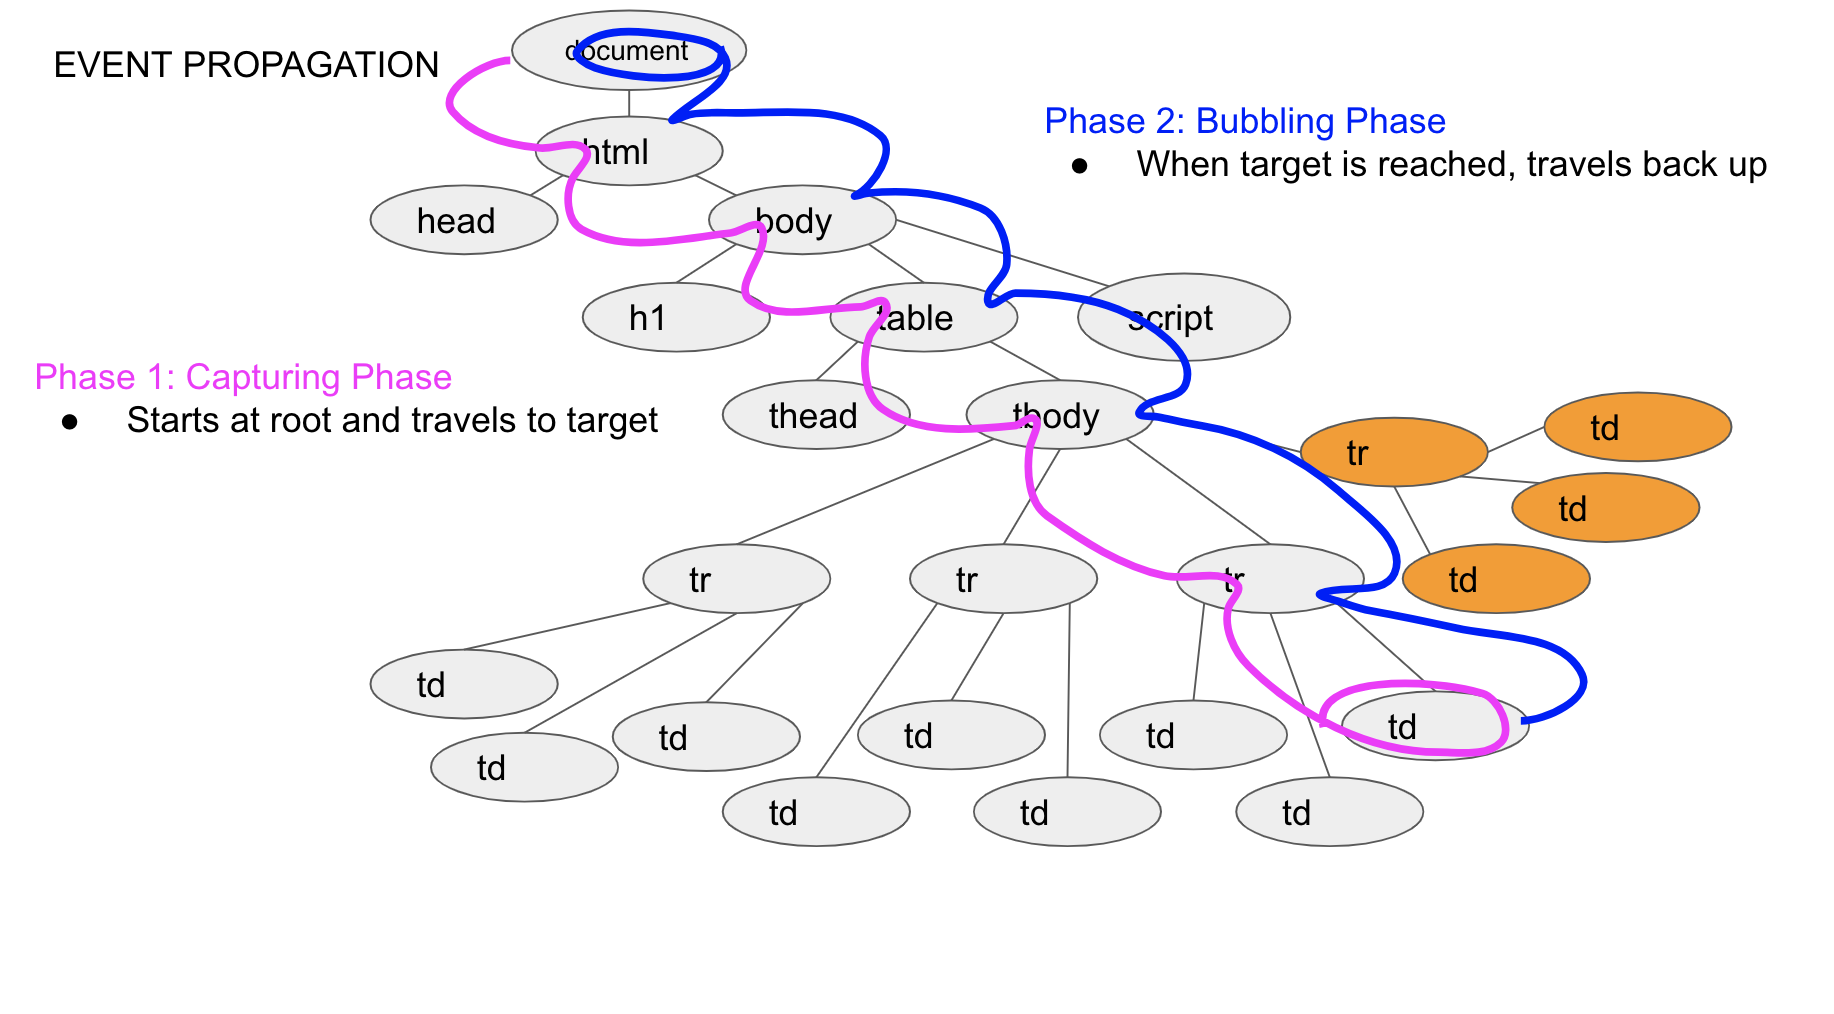 EVENT PROPAGATION
document
Phase 2: Bubbling Phase
● When target is reached, travels back up
html
head
body
h1
table
script
Phase 1: Capturing Phase
● Starts at root and travels to target
thead
tbody
tr
td
td
td
tr
tr
tr
td
td
td
td
td
td
td
td
td